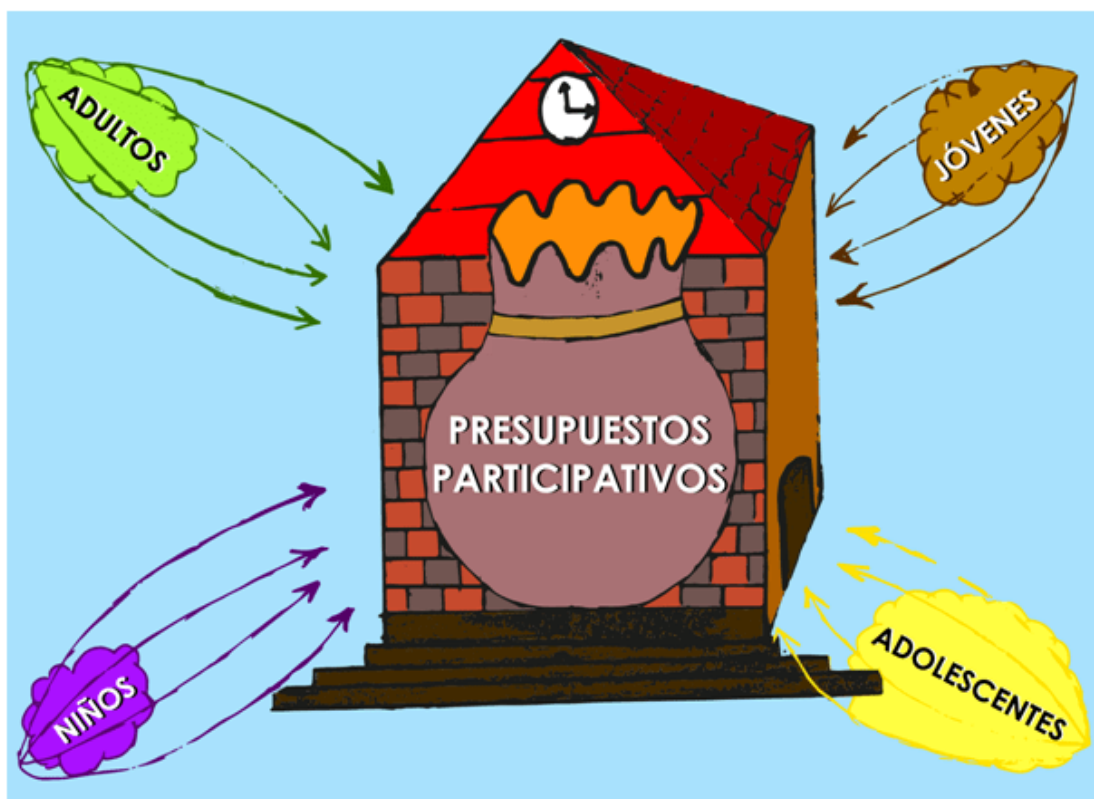 ADULTOS
JÓVENES
PRESUPUESTOS
PARTICIPATIVOS
NIÑOS
ADOLESCENTES